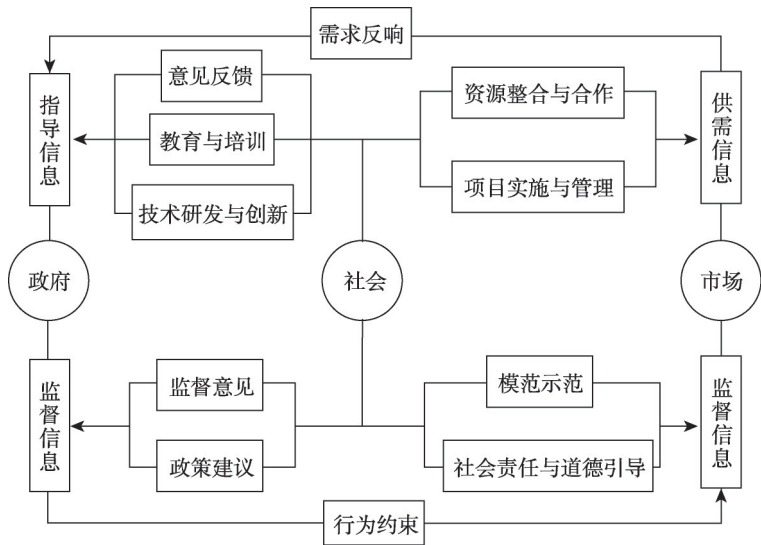 需求反响
意见反馈
资源整合与合作
指导信息
教育与培训
供需信息
技术研发与创新
项目实施与管理
政府
社会
市场
监督信息
监督意见
模范示范
监督信息
政策建议
社会责任与道德引导
行为约束